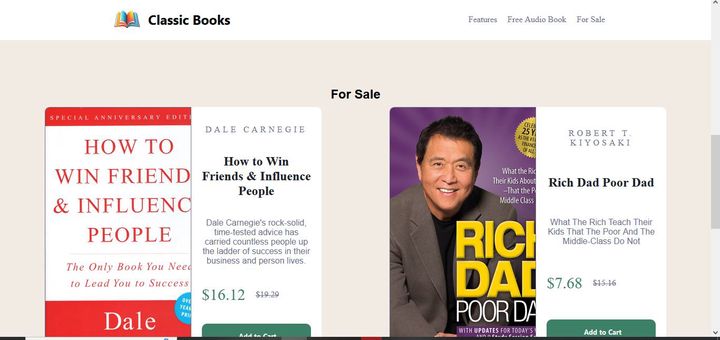 Classic Books
Features
Free Audio Book
For Sale
For Sale
SPECIAL ANNIVERSARY EDITI
HOW TO
WIN FRIEND
& INFLUENC
PEOPLE
The Only Book You Need
to Lead You to Success
Dale
DALE CARNEGIE
How to Win
Friends & Influence
People
Dale Carnegie's rock-solid,
time-tested advice has
carried countless people up
the ladder of success in their
business and person lives.
$16.12
$19.29
Add to Cart
25
What the Rich
Their Kids About
–That the Po
Middle Class
RICH
DAD
POOR DA
WITH UPDATES FOR TODAY'S
ROBERT T.
KIYOSAKI
Rich Dad Poor Dad
What The Rich Teach Their
Kids That The Poor And The
Middle-Class Do Not
$7.68
$15.16
Add to Cart